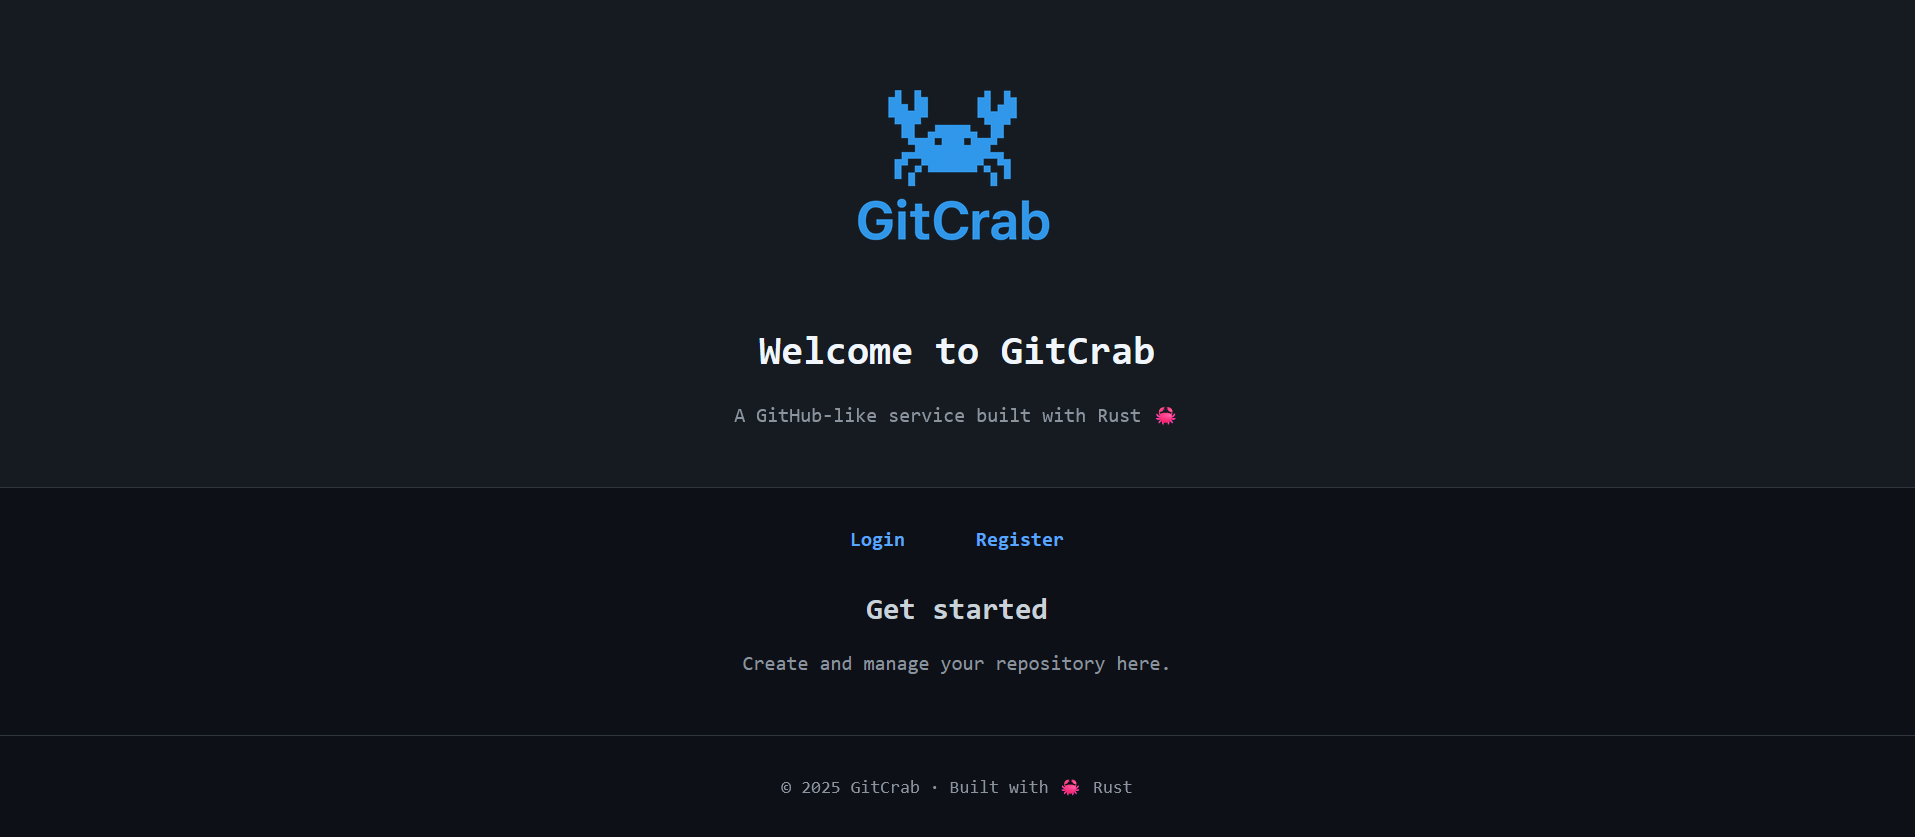 GitCrab
Welcome to GitCrab
A GitHub-like service built with Rust 🦀
Login Register
Get started
Create and manage your repository here.
© 2025 GitCrab · Built with 🦀 Rust